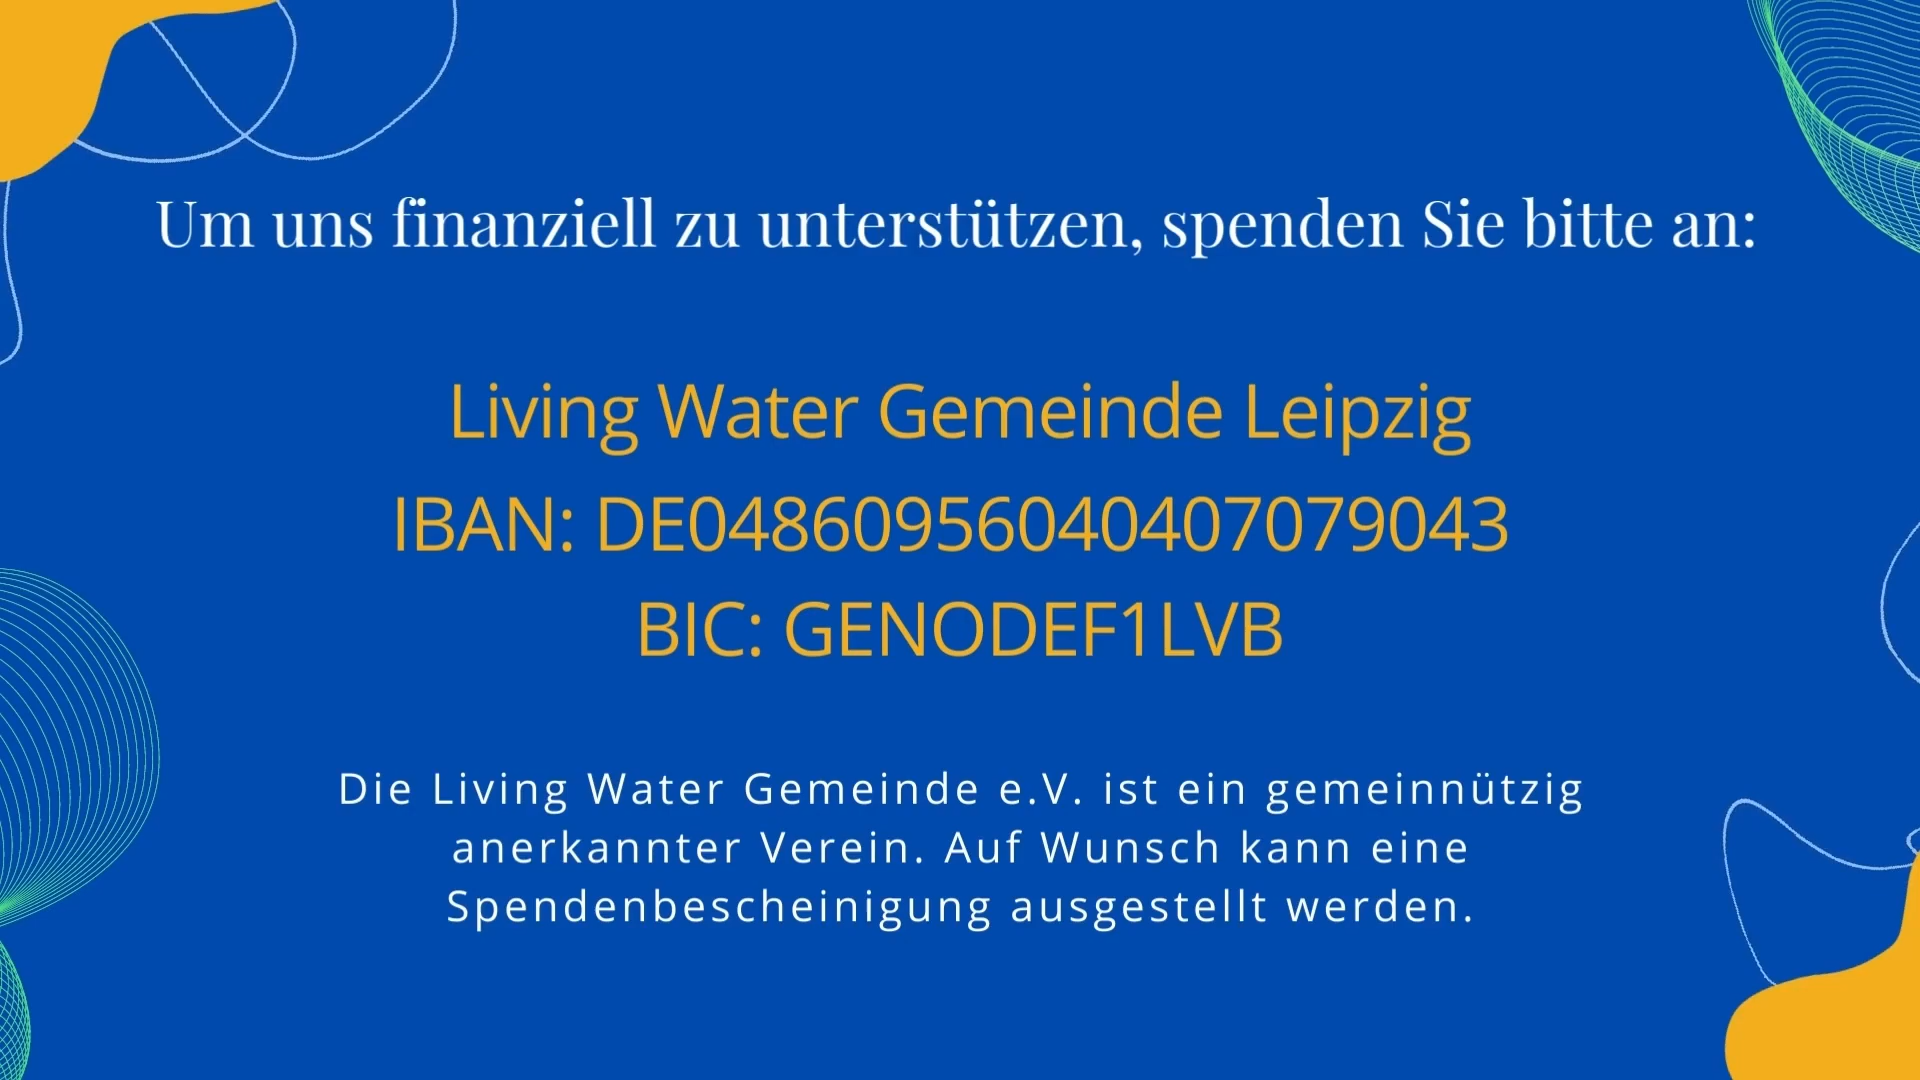 Um uns finanziell zu unterstützen, spenden Sie bitte an:
Living Water Gemeinde Leipzig
IBAN: DE04860956040407079043
BIC: GENODEF1LVB
Die Living Water Gemeinde e.V. ist ein gemeinnützig
anerkannter Verein. Auf Wunsch kann eine
Spendenbescheinigung ausgestellt werden.